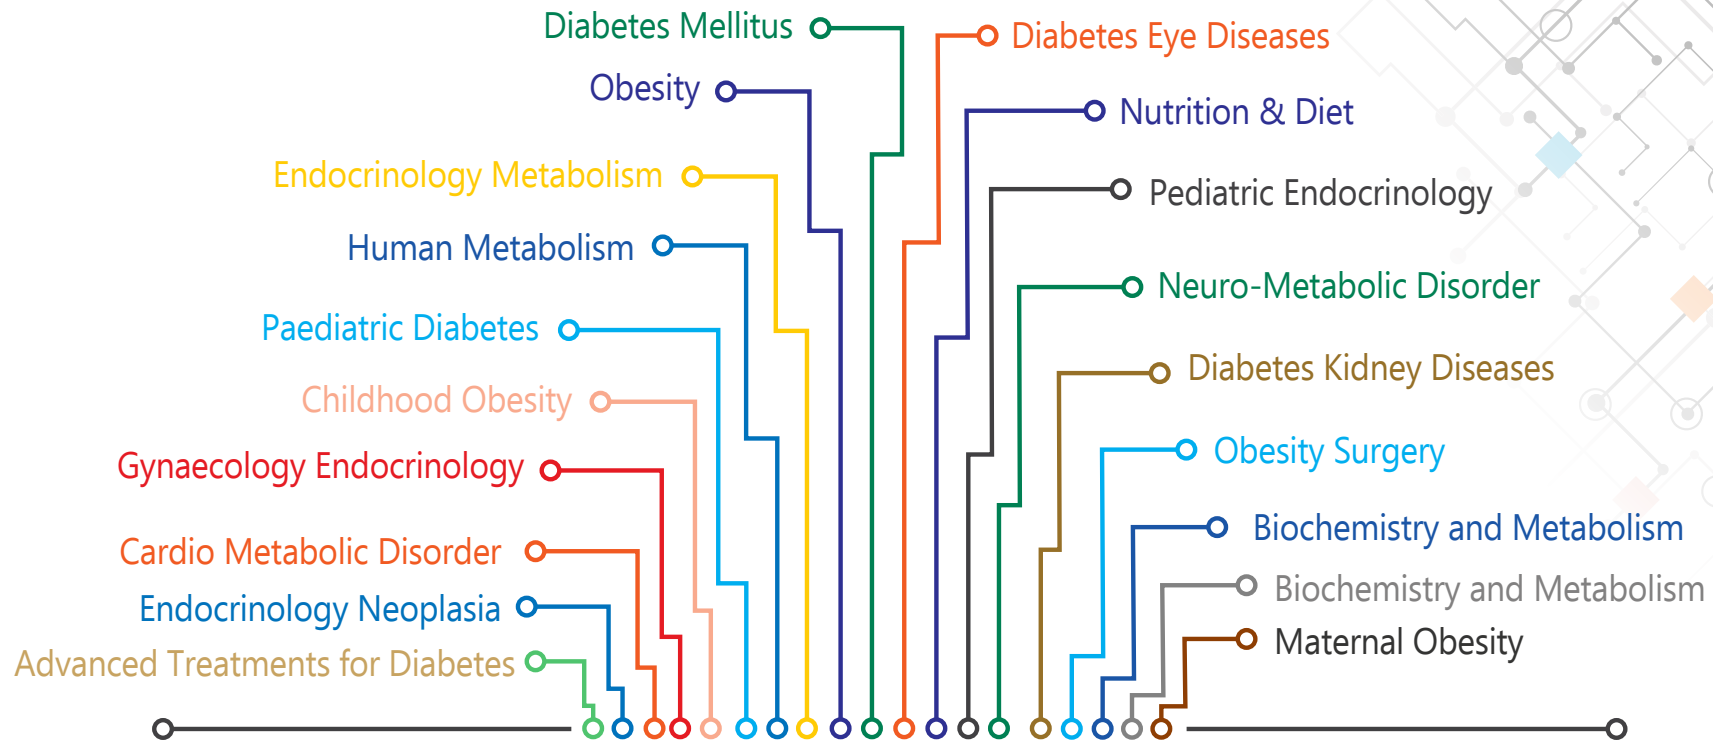 Diabetes Mellitus
Obesity
Endocrinology Metabolism
Human Metabolism
Paediatric Diabetes
Childhood Obesity
Gynaecology Endocrinology
Cardio Metabolic Disorder
Endocrinology Neoplasia
Advanced Treatments for Diabetes
Diabetes Eye Diseases
Nutrition & Diet
Pediatric Endocrinology
Neuro-Metabolic Disorder
Diabetes Kidney Diseases
Obesity Surgery
Biochemistry and Metabolism
Biochemistry and Metabolism
Maternal Obesity